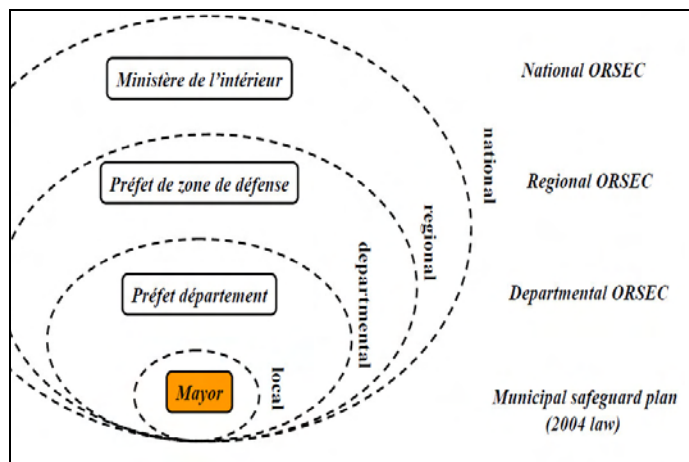 Ministère de l'intérieur
National ORSEC
national
Préfet de zone de défense
Regional ORSEC
regional
Préfet département
Departmental ORSEC
departmental
Mayor
local
Municipal safeguard plan
(2004 law)